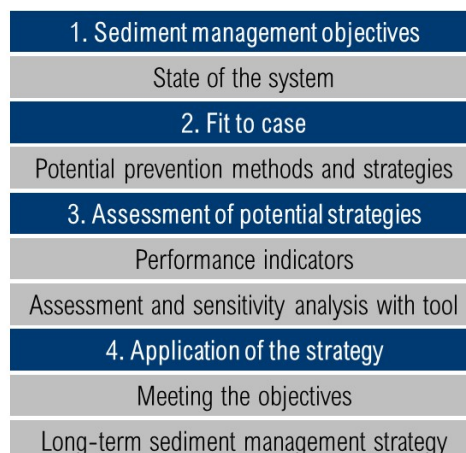 1. Sediment management objectives
State of the system
2. Fit to case
Potential prevention methods and strategies
3. Assessment of potential strategies
Performance indicators
Assessment and sensitivity analysis with tool
4. Application of the strategy
Meeting the objectives
Long-term sediment management strategy